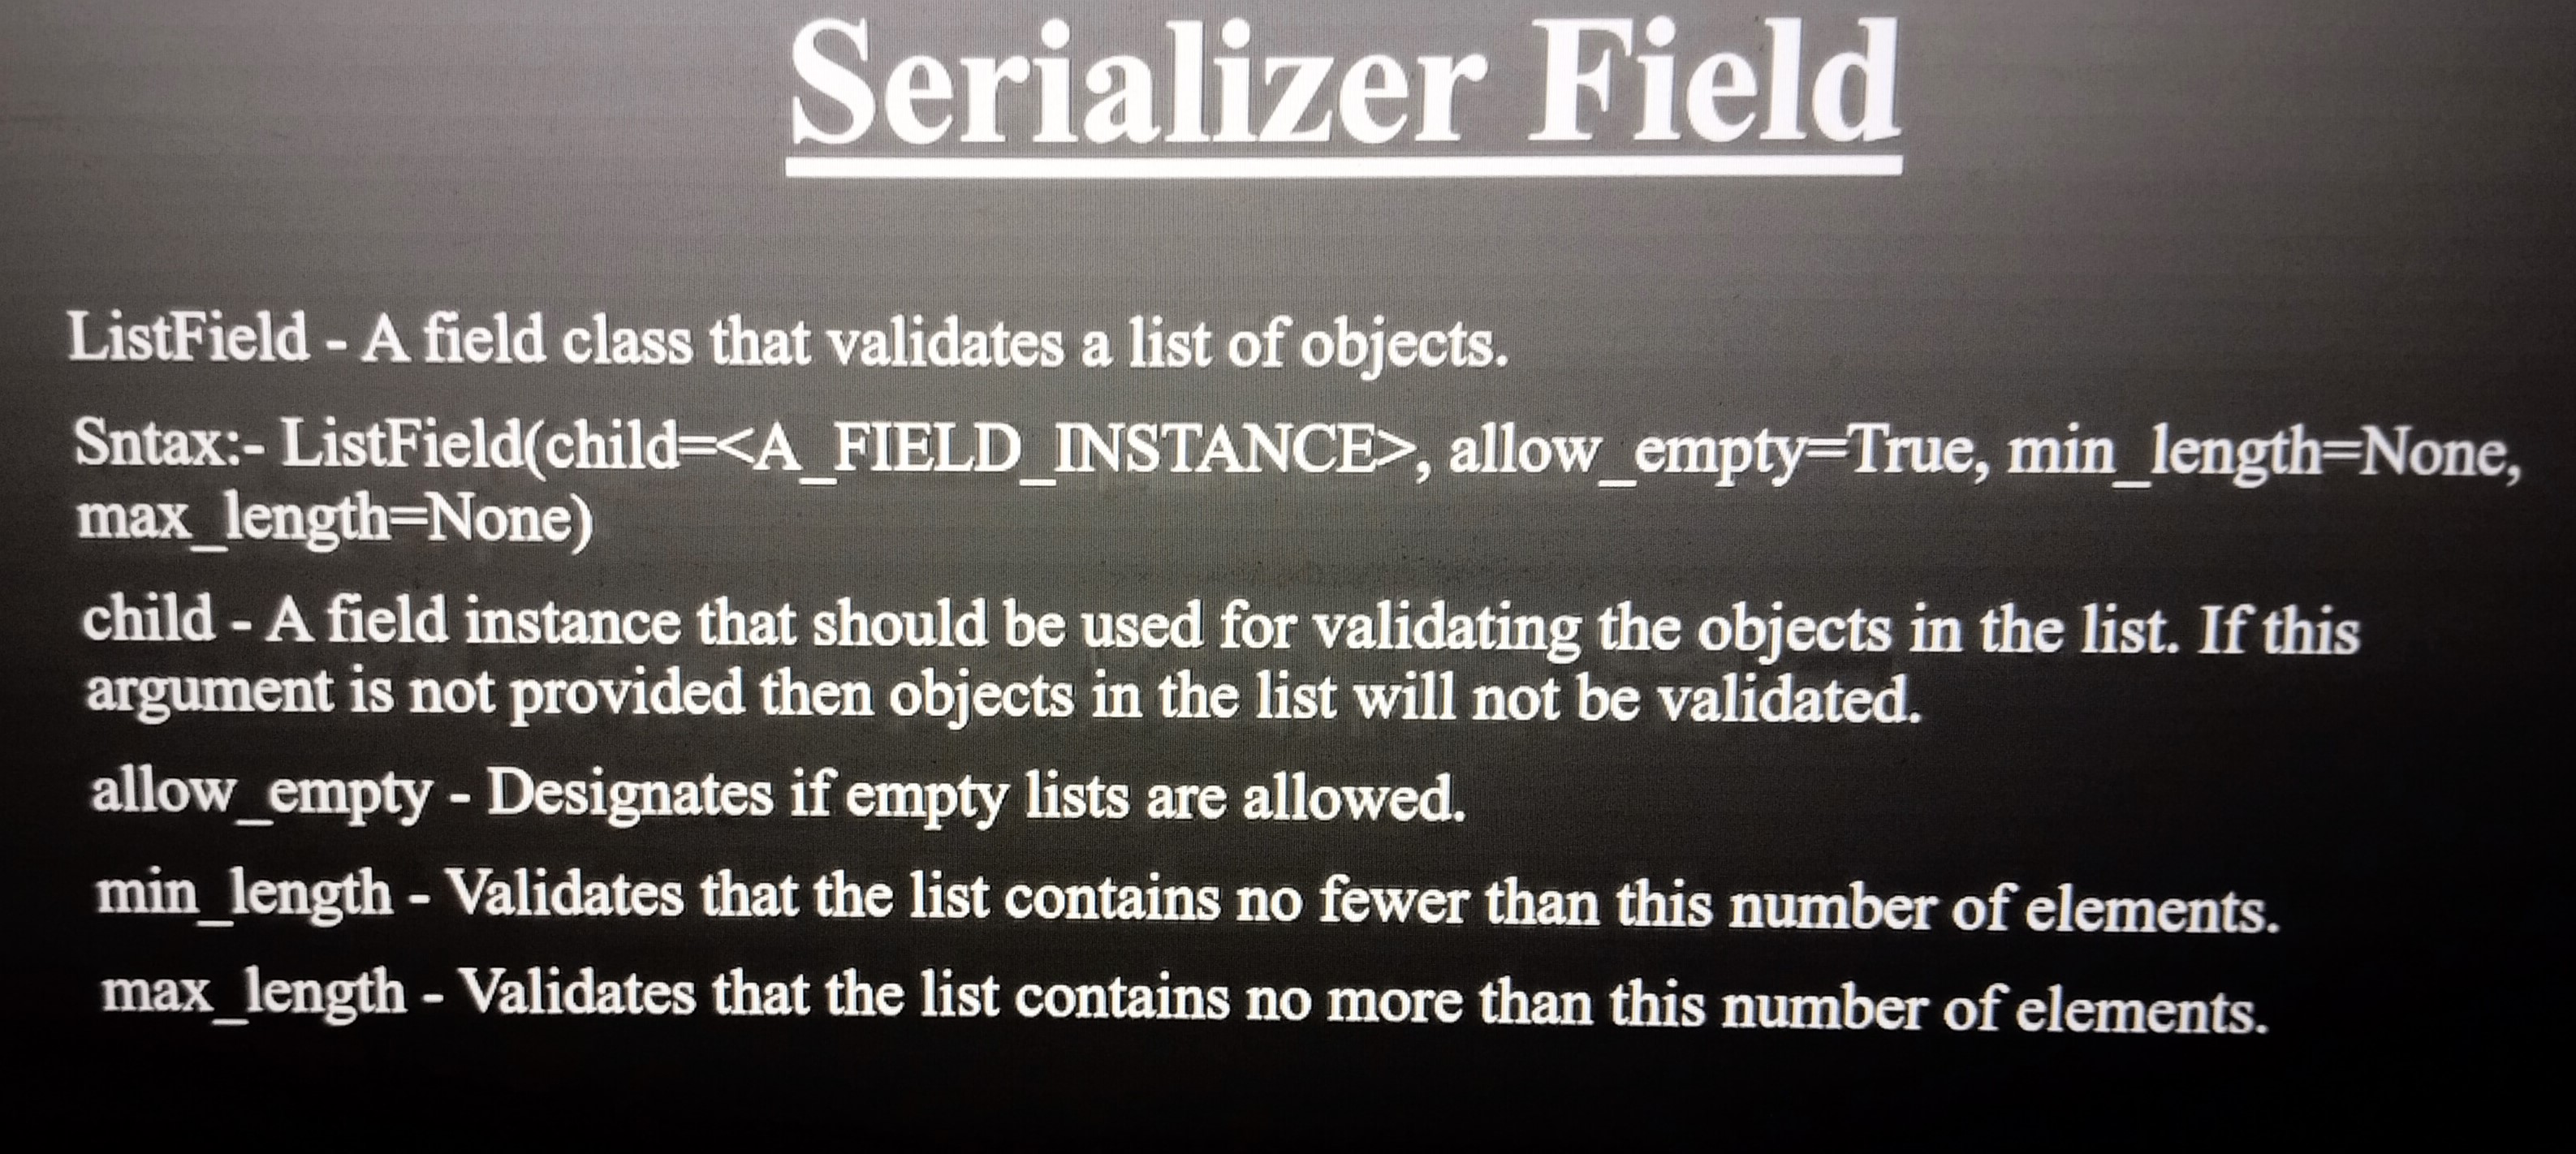 Serializer Field
ListField - A field class that validates a list of objects.
Sntax:- ListField(child=<A_FIELD_INSTANCE>, allow_empty=True, min_length=None,
max_length=None)
child - A field instance that should be used for validating the objects in the list. If this
argument is not provided then objects in the list will not be validated.
allow_empty - Designates if empty lists are allowed.
min_length - Validates that the list contains no fewer than this number of elements.
max_length - Validates that the list contains no more than this number of elements.